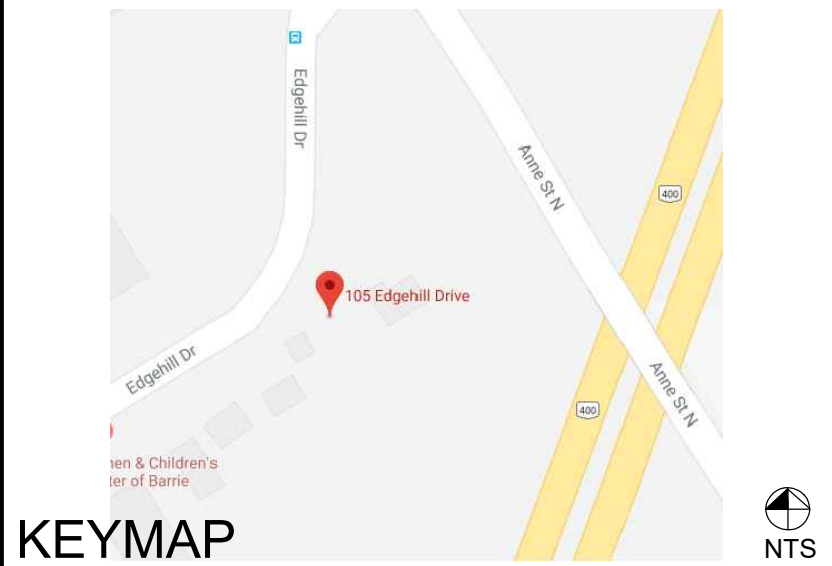 Edgehill Dr
Anne St N
400
105 Edgehill Drive
Edgehill Dr
Anne St N
400
en & Children's
ter of Barrie
KEYMAP
NTS